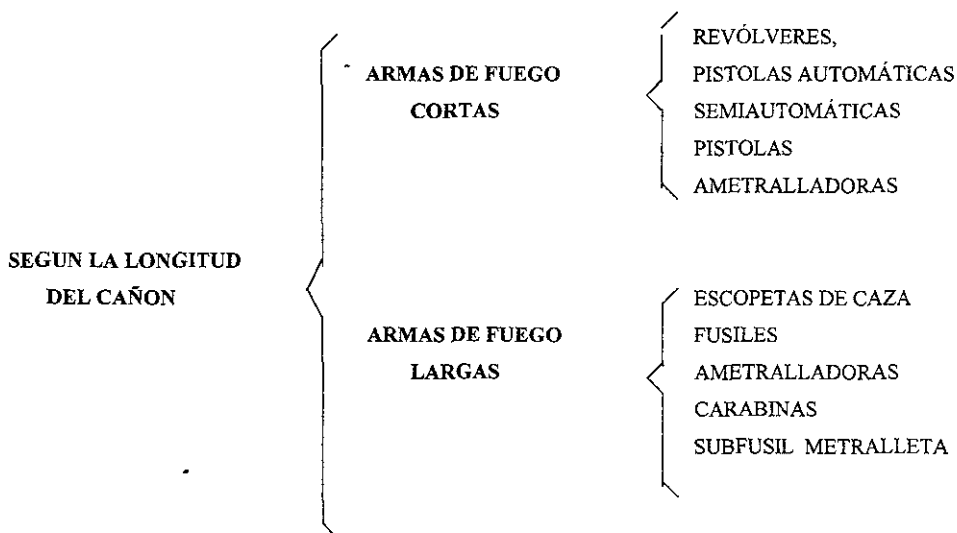 SEGUN LA LONGITUD
DEL CAÑON
ARMAS DE FUEGO
CORTAS
REVÓLVERES,
PISTOLAS AUTOMÁTICAS
SEMIAUTOMÁTICAS
PISTOLAS
AMETRALLADORAS
ARMAS DE FUEGO
LARGAS
ESCOPETAS DE CAZA
FUSILES
AMETRALLADORAS
CARABINAS
SUBFUSIL METRALLETA